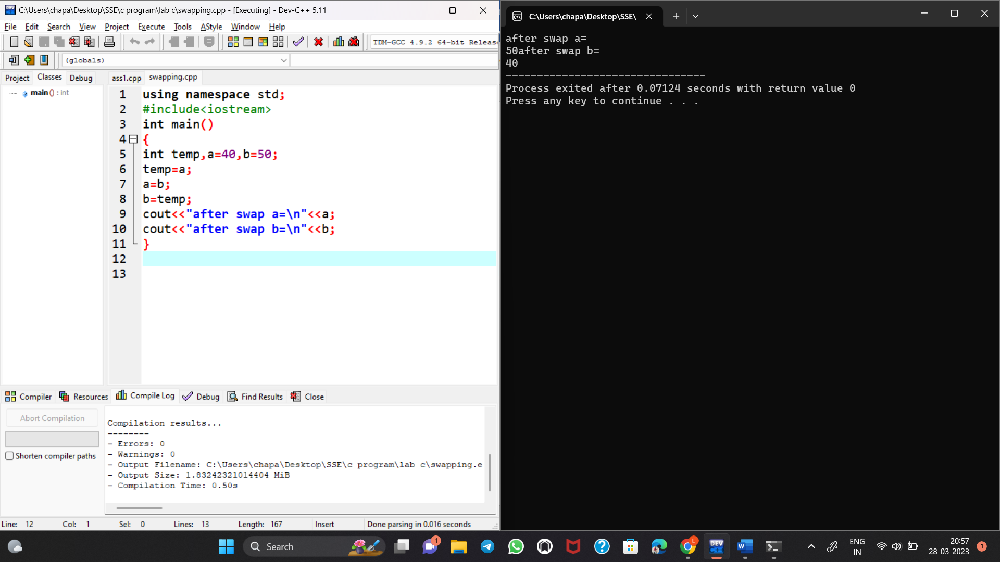 C:\Users\chapa\Desktop\SSE\c program\lab c\swapping.cpp - [Executing] - Dev-C++ 5.11
File Edit Search View Project Execute Tools AStyle Window Help
TDM-GCC 4.9.2 64-bit Releas
(globals)
Project Classes Debug
main () : int
ass1.cpp swapping.cpp
1 using namespace std;
2 #include<iostream>
3 int main()
4 {
5 int temp,a=40,b=50;
6 temp=a;
7 a=b;
8 b=temp;
9 cout<<"after swap a=\n"<<a;
10 cout<<"after swap b=\n"<<b;
11 }
12
13
Compiler Resources Compile Log Debug Find Results Close
Abort Compilation
Shorten compiler paths
Compilation results...
--------
- Errors: 0
- Warnings: 0
- Output Filename: C:\Users\chapa\Desktop\SSE\c program\lab c\swapping.e
- Output Size: 1.83242321014404 MiB
- Compilation Time: 0.50s
Line: 12 Col: 1 Sel: 0 Lines: 13 Length: 167 Insert Done parsing in 0.016 seconds
C:\Users\chapa\Desktop\SSE\
after swap a=
50after swap b=
40
--------------------------------
Process exited after 0.07124 seconds with return value 0
Press any key to continue . . .
Search
1
L
DEV
C++
W
ENG
IN
20:57
28-03-2023
1